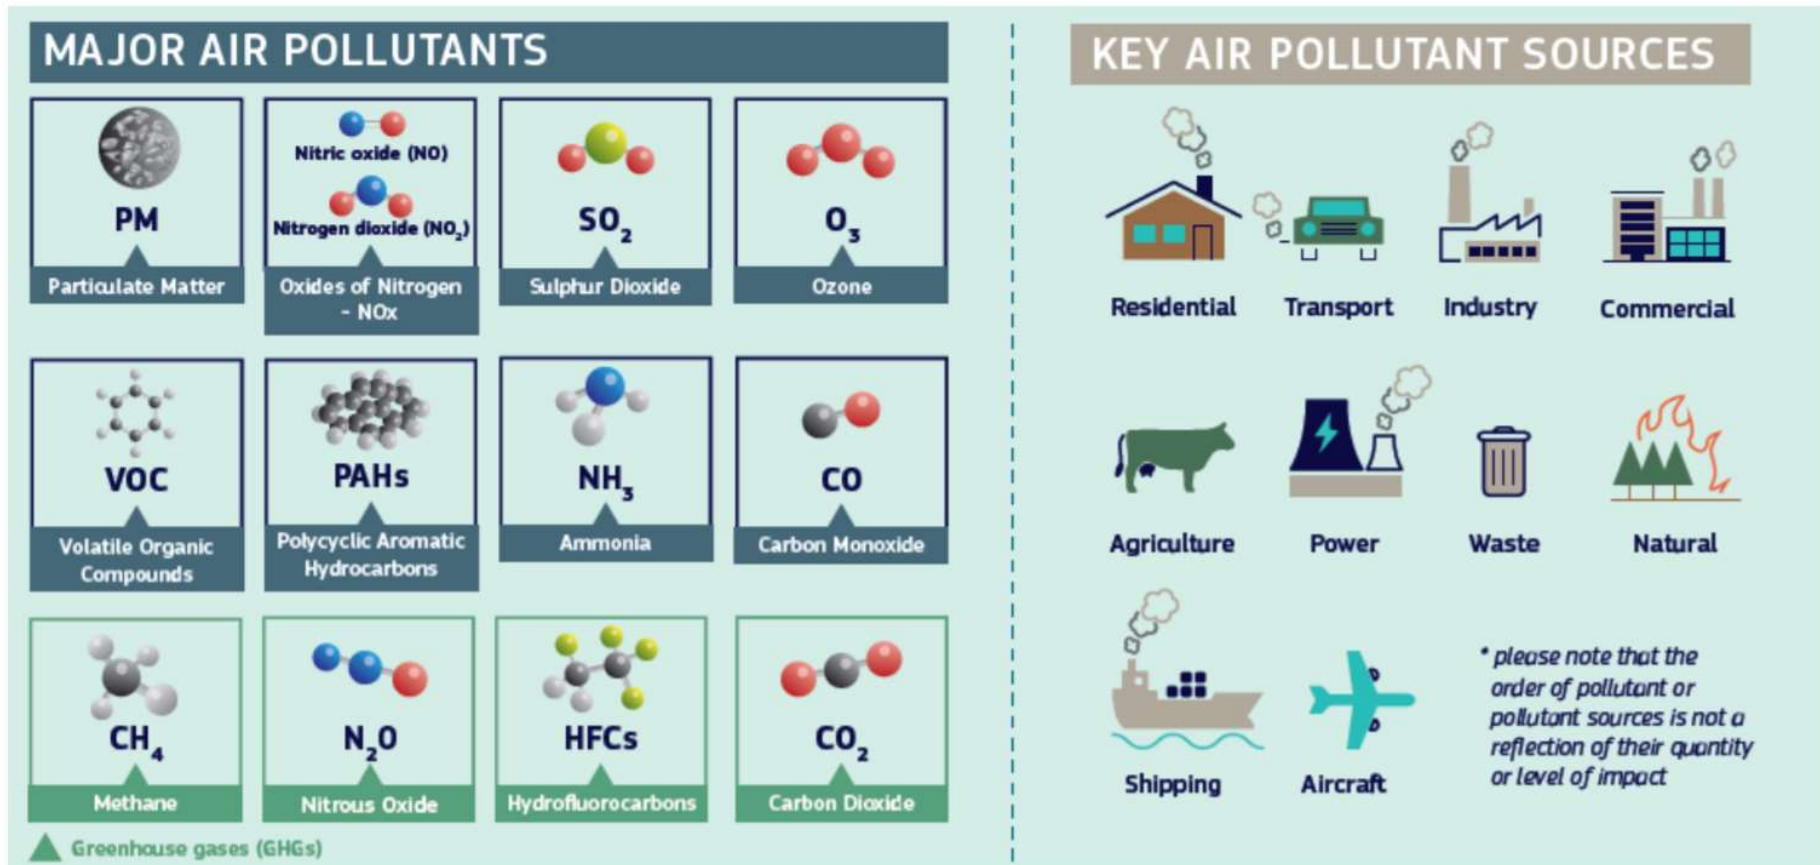 MAJOR AIR POLLUTANTS
Nitric oxide (NO)
Nitrogen dioxide (NO₂)
PM
SO₂
O₃
Particulate Matter
Oxides of Nitrogen
- NOx
Sulphur Dioxide
Ozone
VOC
PAHs
NH₃
CO
Volatile Organic
Compounds
Polycyclic Aromatic
Hydrocarbons
Ammonia
Carbon Monoxide
CH₄
N₂O
HFCs
CO₂
Methane
Nitrous Oxide
Hydrofluorocarbons
Carbon Dioxide
Greenhouse gases (GHGs)
KEY AIR POLLUTANT SOURCES
Residential
Transport
Industry
Commercial
Agriculture
Power
Waste
Natural
Shipping
Aircraft
* please note that the
order of pollutant or
pollutant sources is not a
reflection of their quantity
or level of impact